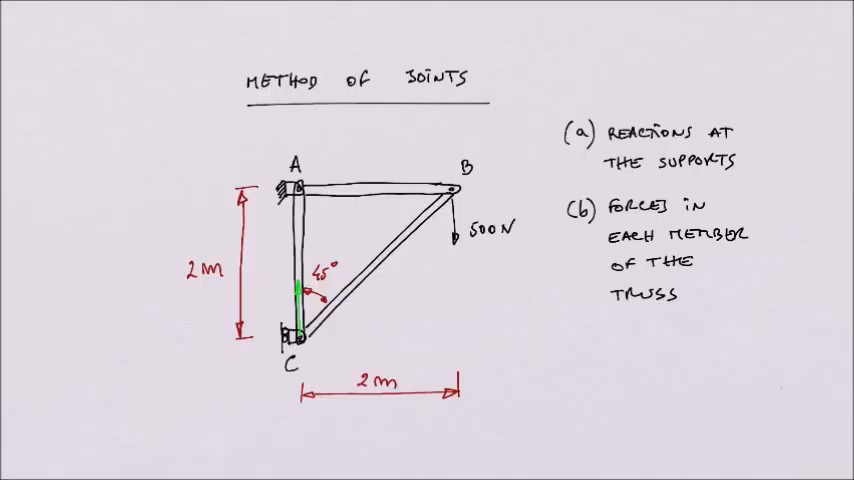 METHOD OF JOINTS
(a) REACTIONS AT
THE SUPPORTS
(b) FORCES IN
EACH MEMBER
OF THE
TRUSS
A
B
500N
2m
45°
C
2m